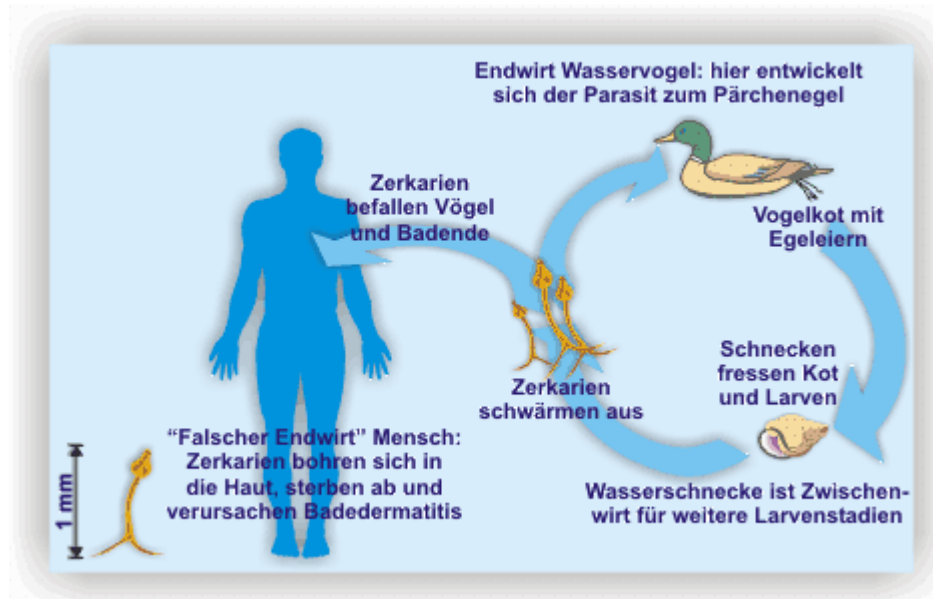 Endwirt Wasservogel: hier entwickelt
sich der Parasit zum Pärchenegel
Zerkarien
befallen Vögel
und Badende
Vogelkot mit
Egeleiern
Schnecken
fressen Kot
und Larven
Zerkarien
schwärmen aus
"Falscher Endwirt" Mensch:
Zerkarien bohren sich in
die Haut, sterben ab und
verursachen Badedermatitis
Wasserschnecke ist Zwischen-
wirt für weitere Larvenstadien
1 mm